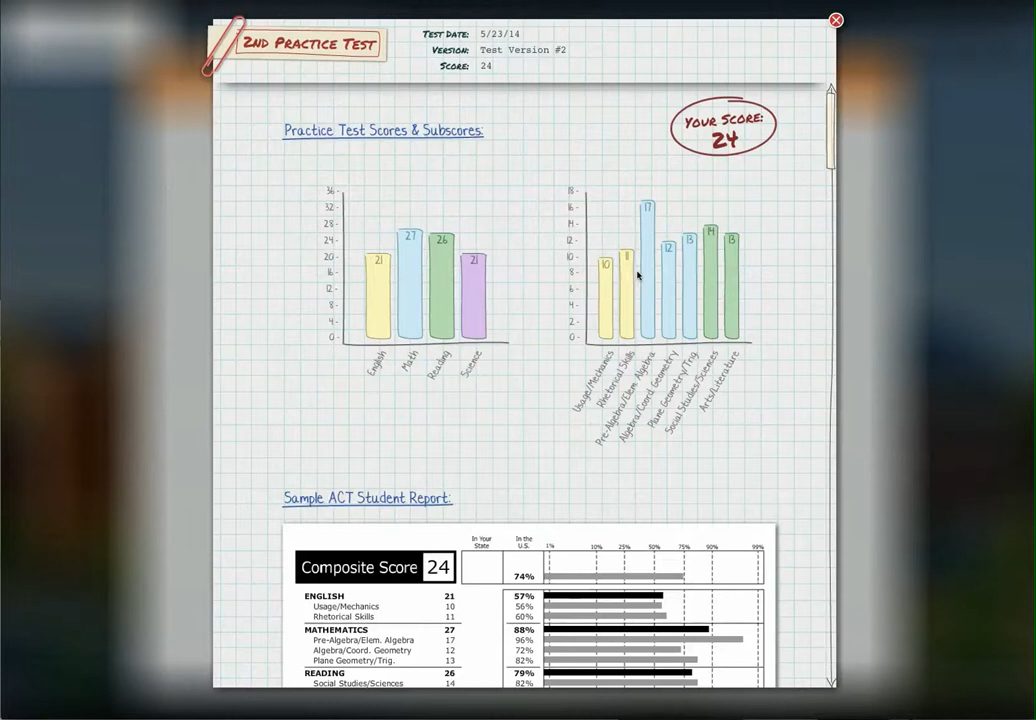 2ND PRACTICE TEST
TEST DATE: 5/23/14
VERSION: Test Version #2
SCORE: 24
Practice Test Scores & Subscores:
YOUR SCORE:
24
36
32
28
24
20
16
12
8
4
0
21
27
26
21
English
Math
Reading
Science
18
16
14
12
10
8
6
4
2
0
10
11
17
12
13
14
13
Usage/Mechanics
Rhetorical Skills
Pre-Algebra/Elem. Algebra
Algebra/Coord. Geometry
Plane Geometry/Trig.
Social Studies/Sciences
Arts/Literature
Sample ACT Student Report:
In Your State
In the U.S.
1% 10% 25% 50% 75% 90% 99%
Composite Score 24 74%
ENGLISH 21 57%
Usage/Mechanics 10 56%
Rhetorical Skills 11 60%
MATHEMATICS 27 88%
Pre-Algebra/Elem. Algebra 17 96%
Algebra/Coord. Geometry 12 72%
Plane Geometry/Trig. 13 82%
READING 26 79%
Social Studies/Sciences 14 82%